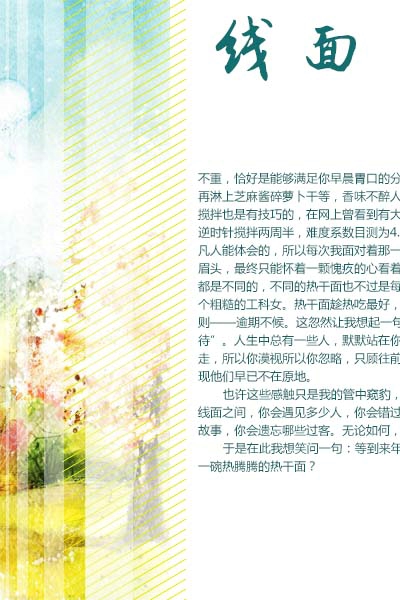 线面
不重，恰好是能够满足你早晨胃口的分
再淋上芝麻酱碎萝卜干等，香味不醉人
搅拌也是有技巧的，在网上曾看到有大
逆时针搅拌两周半，难度系数目测为4.
凡人能体会的，所以每次我面对着那一
眉头，最终只能怀着一颗愧疚的心看着
都是不同的，不同的热干面也不过是每
个粗糙的工科女。热干面趁热吃最好，
则——逾期不候。这忽然让我想起一句
待”。人生中总有一些人，默默站在你
走，所以你漠视所以你忽略，只顾往前
现他们早已不在原地。
也许这些感触只是我的管中窥豹，
线面之间，你会遇见多少人，你会错过
故事，你会遗忘哪些过客。无论如何，
于是在此我想笑问一句：等到来年
一碗热腾腾的热干面？